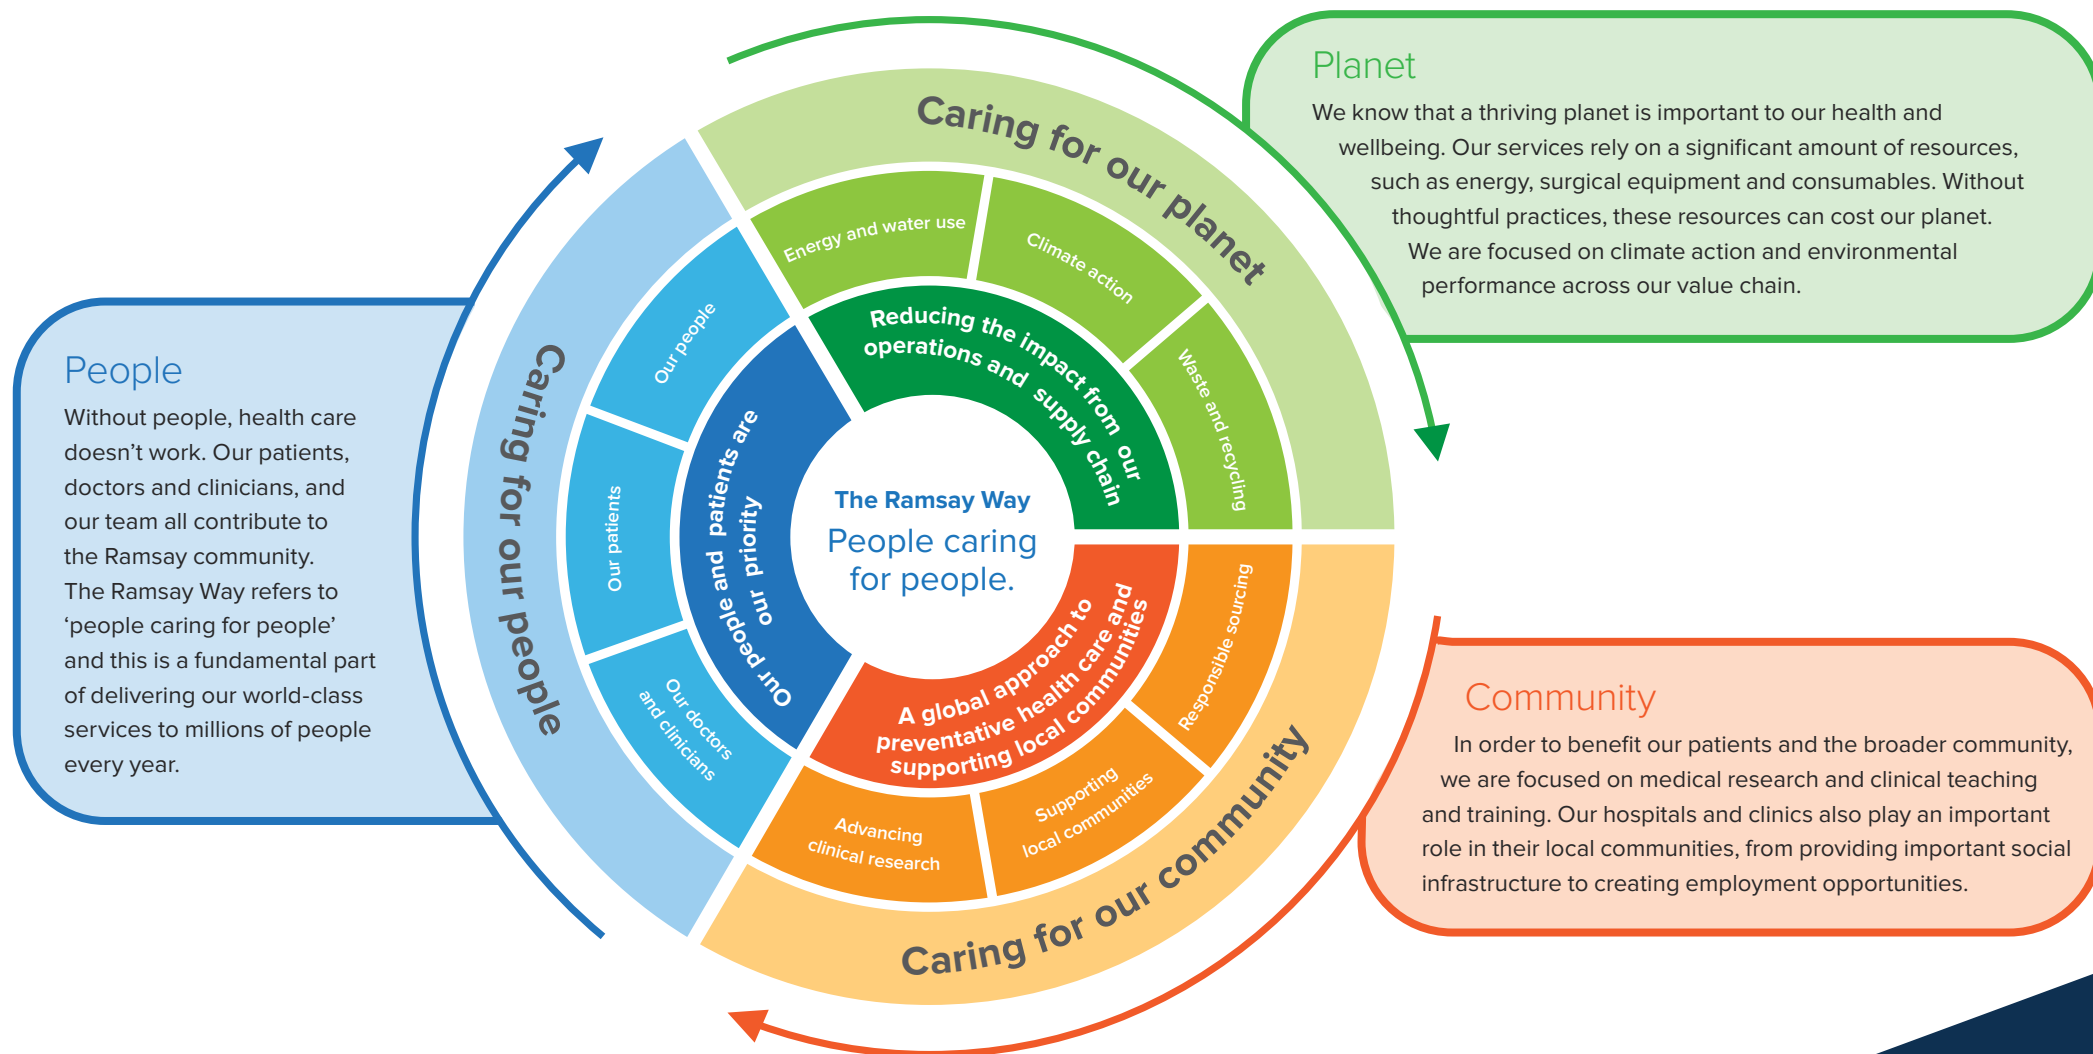 Planet
We know that a thriving planet is important to our health and
wellbeing. Our services rely on a significant amount of resources,
such as energy, surgical equipment and consumables. Without
thoughtful practices, these resources can cost our planet.
We are focused on climate action and environmental
performance across our value chain.
People
Without people, health care
doesn’t work. Our patients,
doctors and clinicians, and
our team all contribute to
the Ramsay community.
The Ramsay Way refers to
‘people caring for people’
and this is a fundamental part
of delivering our world-class
services to millions of people
every year.
Caring for our planet
Energy and water use
Climate action
Waste and recycling
Reducing the impact from our
operations and supply chain
Caring for our people
Our people
Our patients
Our doctors
and clinicians
Our people and patients are
our priority
The Ramsay Way
People caring
for people.
A global approach to
preventative health care and
supporting local communities
Responsible sourcing
Supporting
local communities
Advancing
clinical research
Caring for our community
Community
In order to benefit our patients and the broader community,
we are focused on medical research and clinical teaching
and training. Our hospitals and clinics also play an important
role in their local communities, from providing important social
infrastructure to creating employment opportunities.